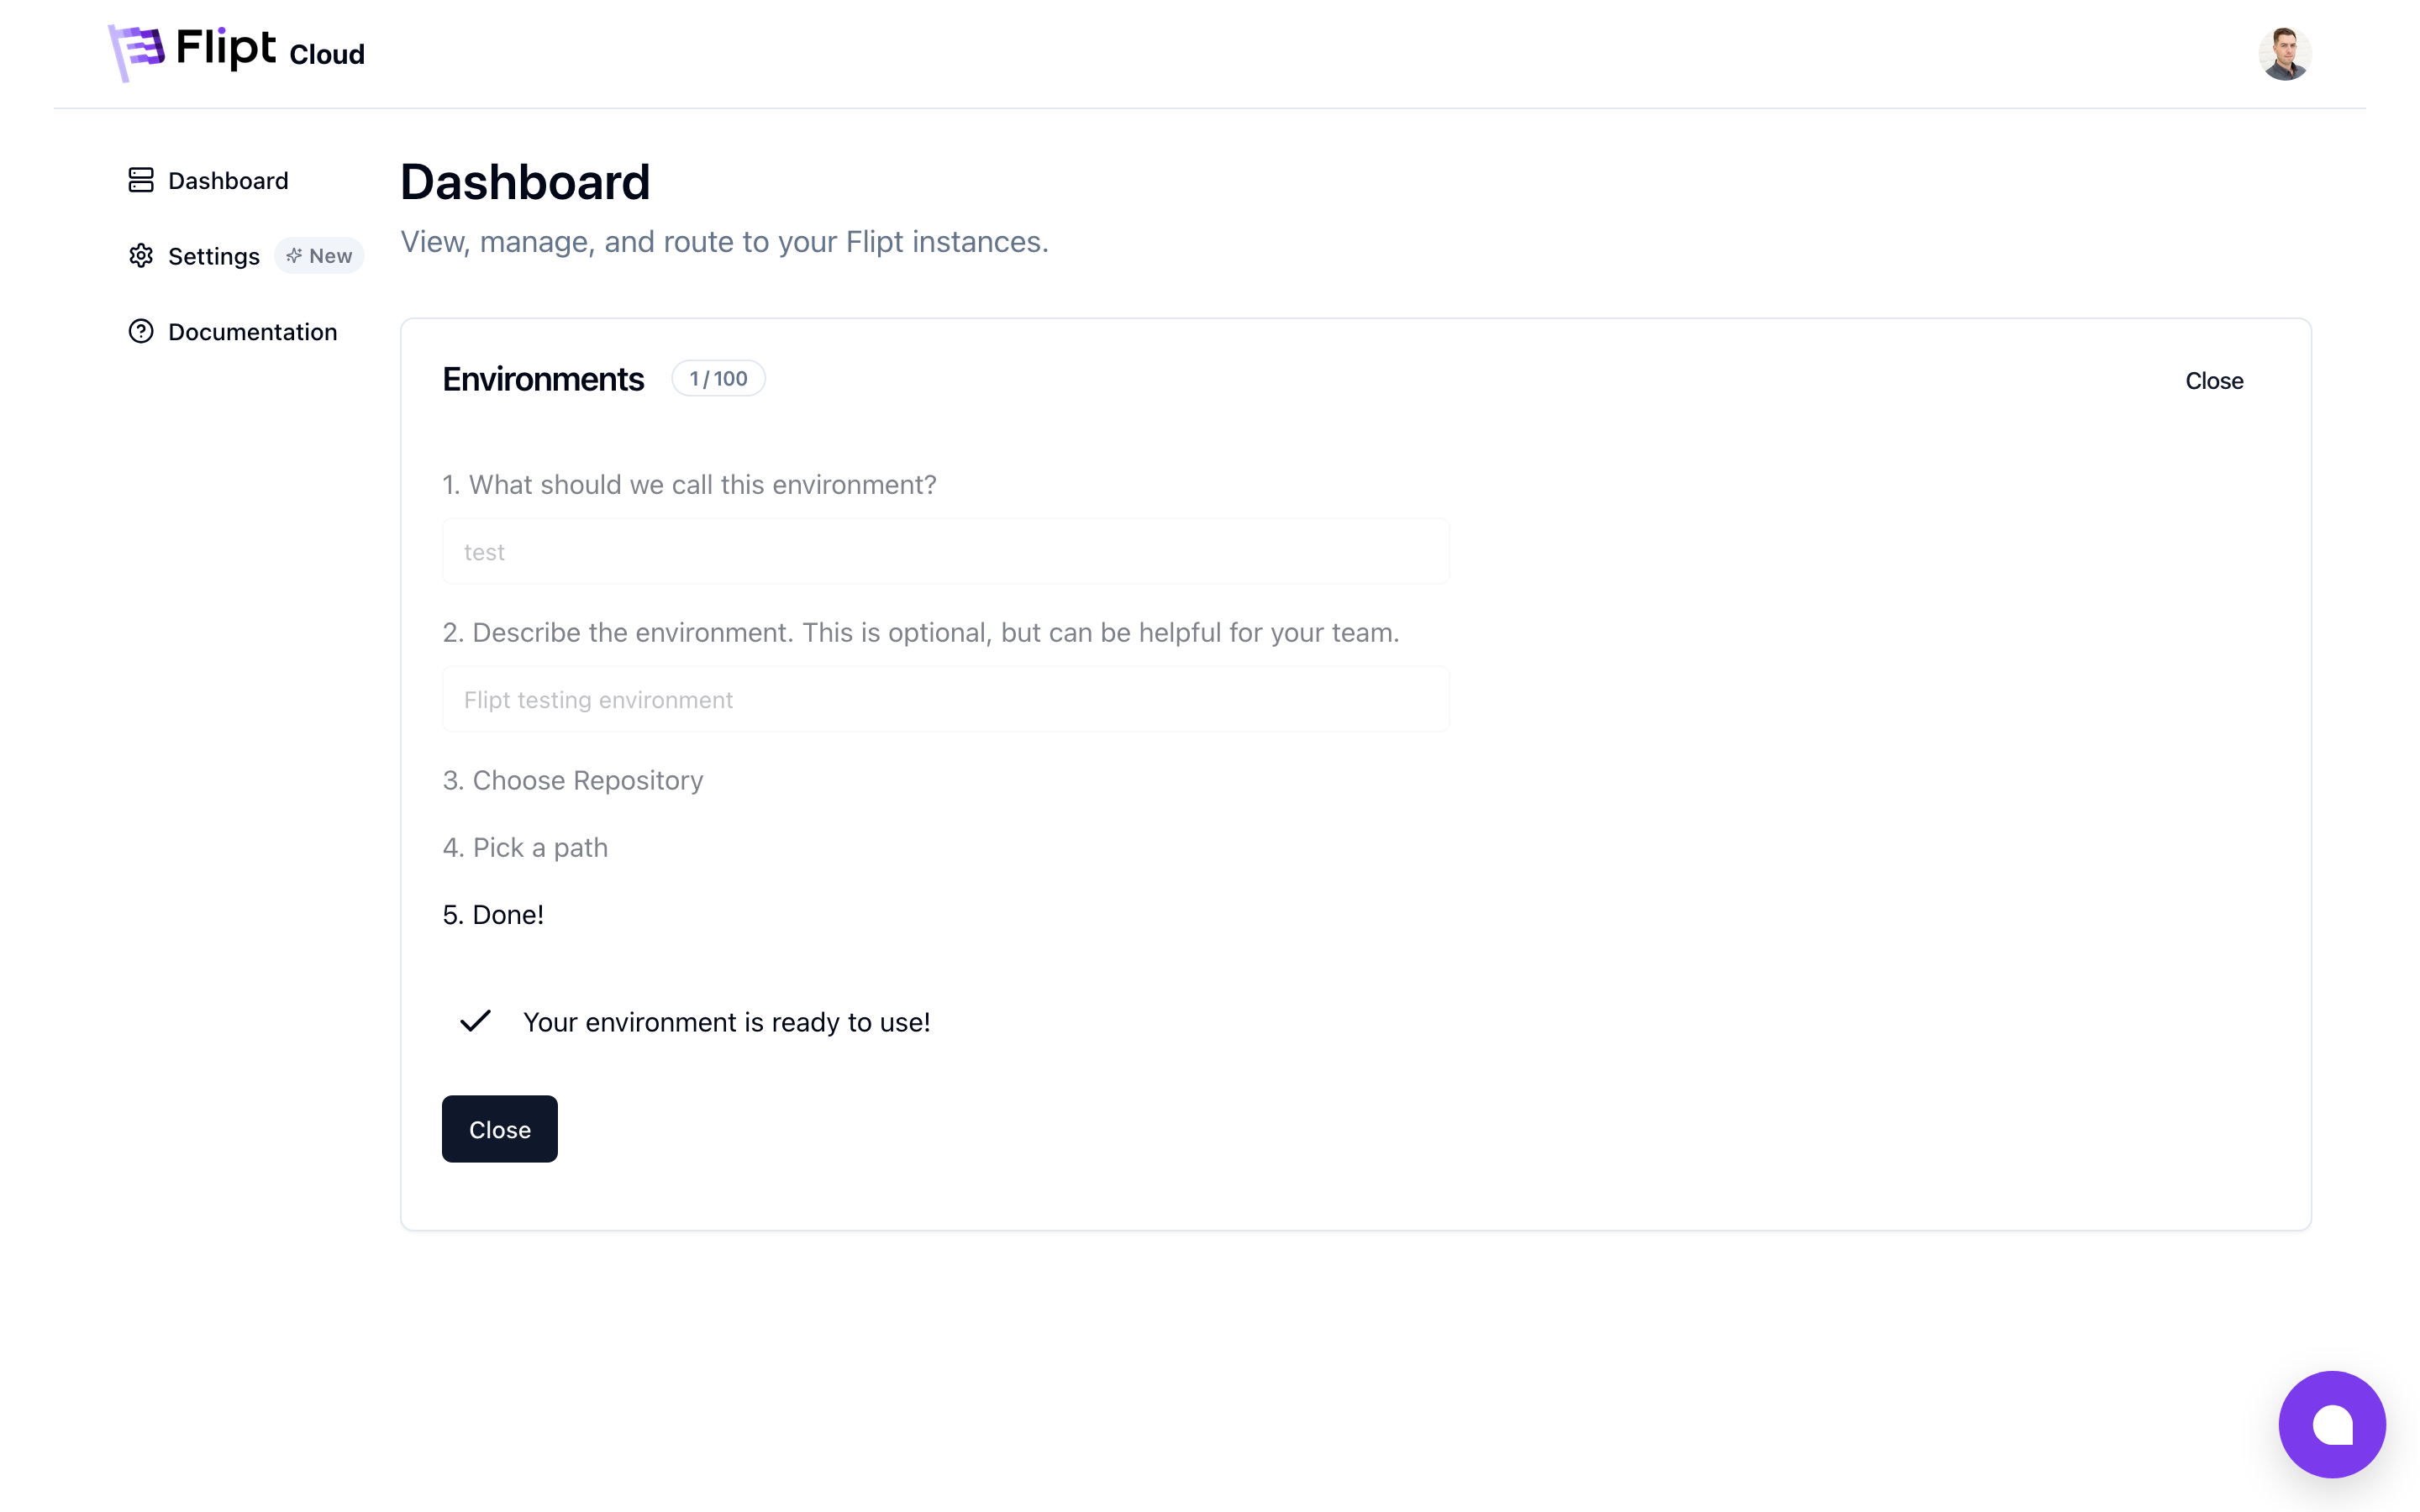 Flipt Cloud
Dashboard
Settings New
Documentation
Dashboard
View, manage, and route to your Flipt instances.
Environments 1 / 100 Close
1. What should we call this environment?
test
2. Describe the environment. This is optional, but can be helpful for your team.
Flipt testing environment
3. Choose Repository
4. Pick a path
5. Done!
Your environment is ready to use!
Close